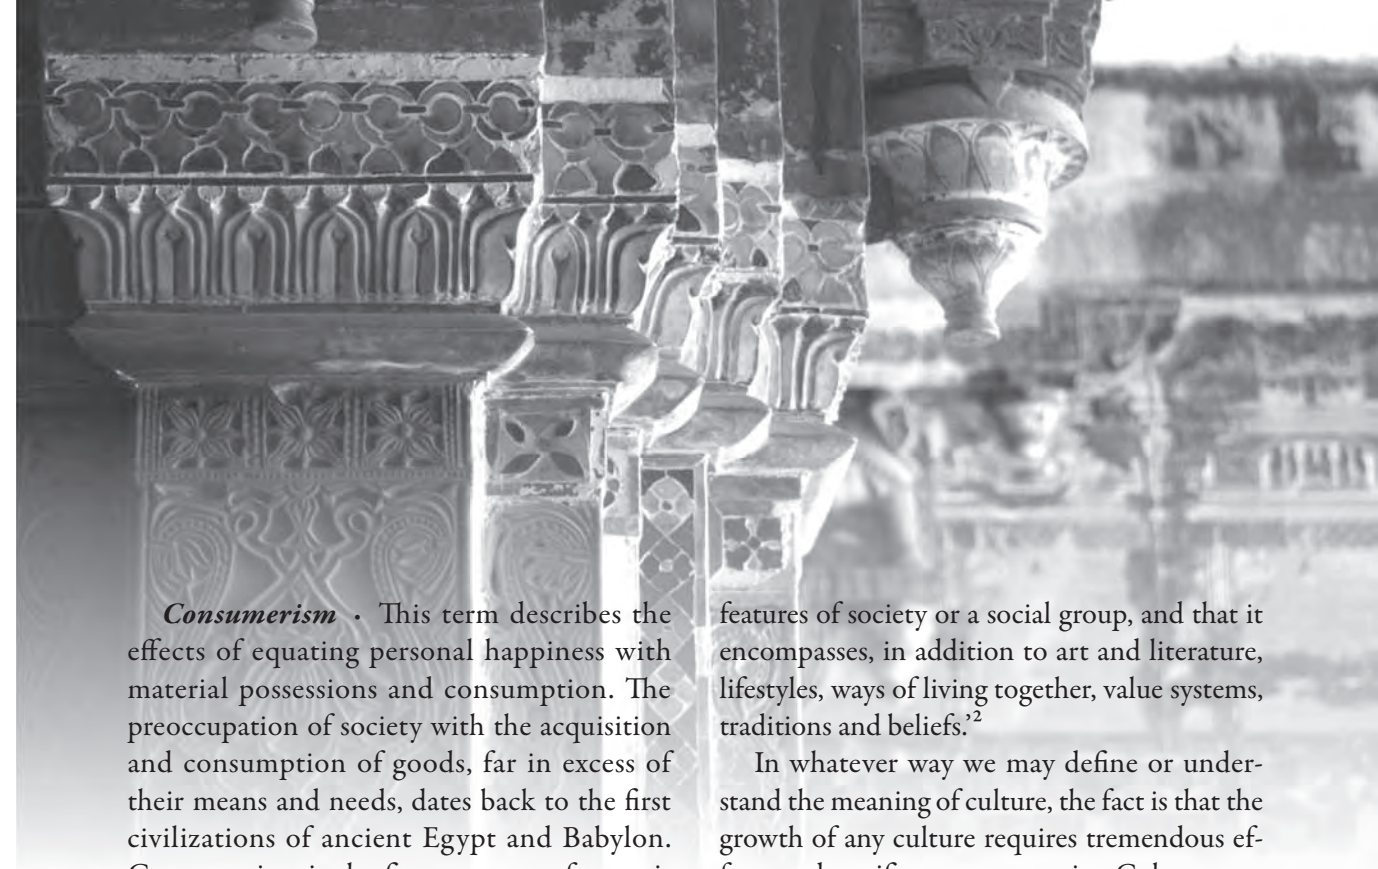 Consumerism · This term describes the
effects of equating personal happiness with
material possessions and consumption. The
preoccupation of society with the acquisition
and consumption of goods, far in excess of
their means and needs, dates back to the first
civilizations of ancient Egypt and Babylon.
features of society or a social group, and that it
encompasses, in addition to art and literature,
lifestyles, ways of living together, value systems,
traditions and beliefs.’²
In whatever way we may define or under-
stand the meaning of culture, the fact is that the
growth of any culture requires tremendous ef-